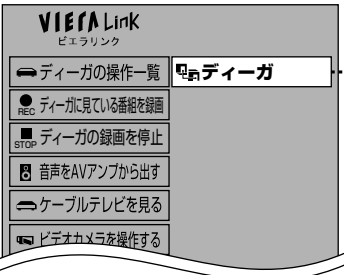 VIERA Link
ビエラリンク
ディーガの操作一覧
ディーガ
REC ディーガに見ている番組を録画
STOP ディーガの録画を停止
音声をAVアンプから出す
ケーブルテレビを見る
ビデオカメラを操作する